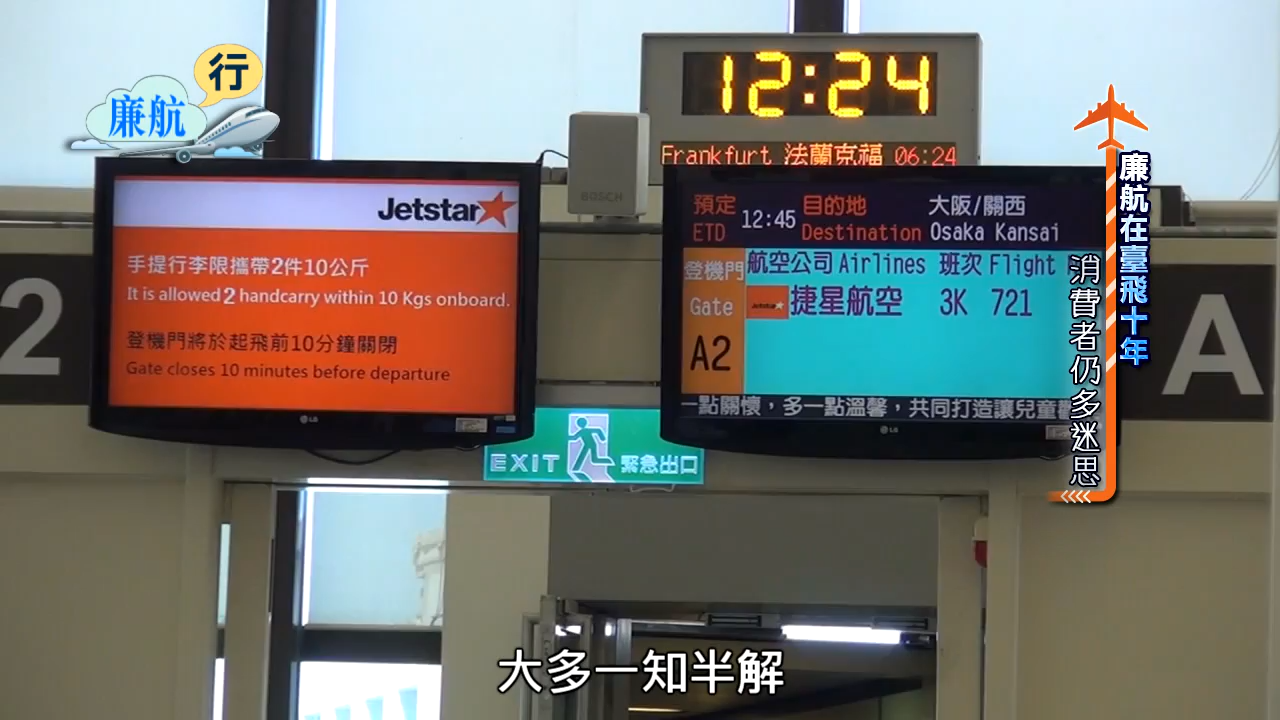 行
廉航
12:24
Frankfurt 法蘭克福 06:24
BOSCH
Jetstar
手提行李限攜帶2件10公斤
It is allowed 2 handcarry within 10 Kgs onboard.
登機門將於起飛前10分鐘關閉
Gate closes 10 minutes before departure
LG
預定 目的地 大阪/關西
ETD 12:45 Destination Osaka Kansai
登機門 航空公司 Airlines 班次 Flight
Gate Jetstar 捷星航空 3K 721
A2
一點關懷，多一點溫馨，共同打造讓兒童
LG
2
A
EXIT 緊急出口
廉航在臺飛十年
消費者仍多迷思
大多一知半解